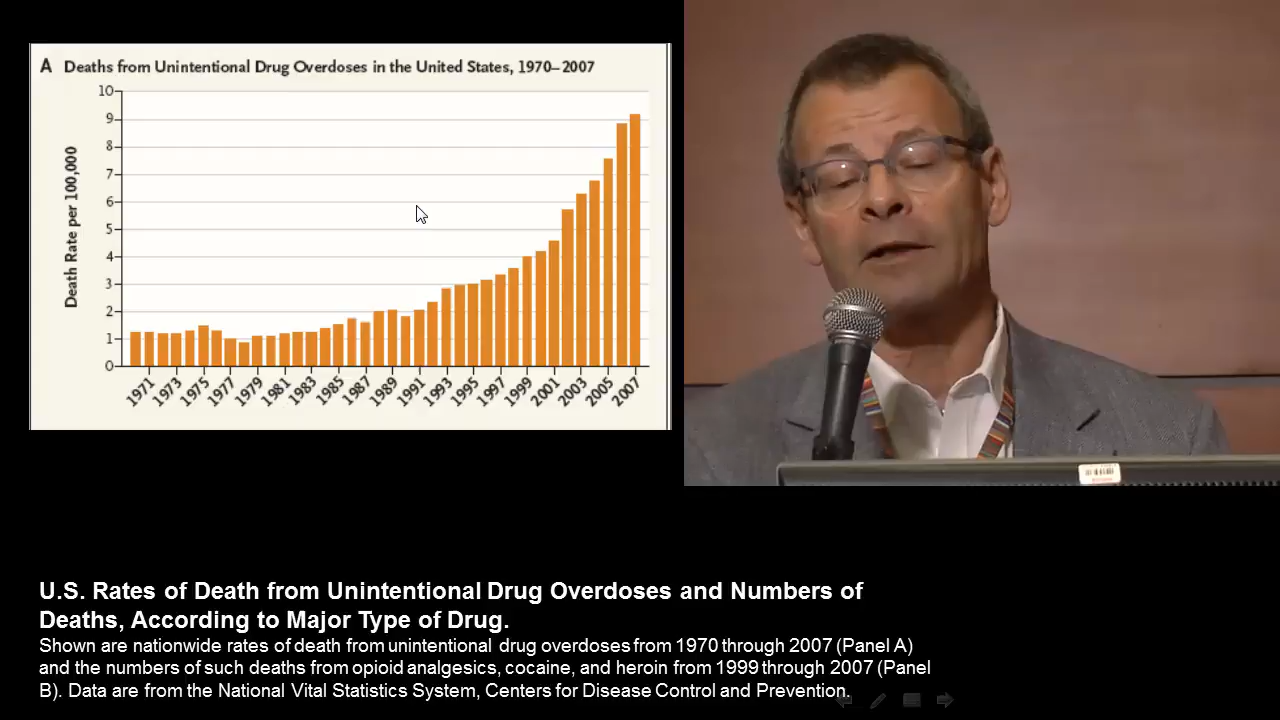 A Deaths from Unintentional Drug Overdoses in the United States, 1970–2007
Death Rate per 100,000
10
9
8
7
6
5
4
3
2
1
0
1971 1973 1975 1977 1979 1981 1983 1985 1987 1989 1991 1993 1995 1997 1999 2001 2003 2005 2007
U.S. Rates of Death from Unintentional Drug Overdoses and Numbers of
Deaths, According to Major Type of Drug.
Shown are nationwide rates of death from unintentional drug overdoses from 1970 through 2007 (Panel A)
and the numbers of such deaths from opioid analgesics, cocaine, and heroin from 1999 through 2007 (Panel
B). Data are from the National Vital Statistics System, Centers for Disease Control and Prevention.